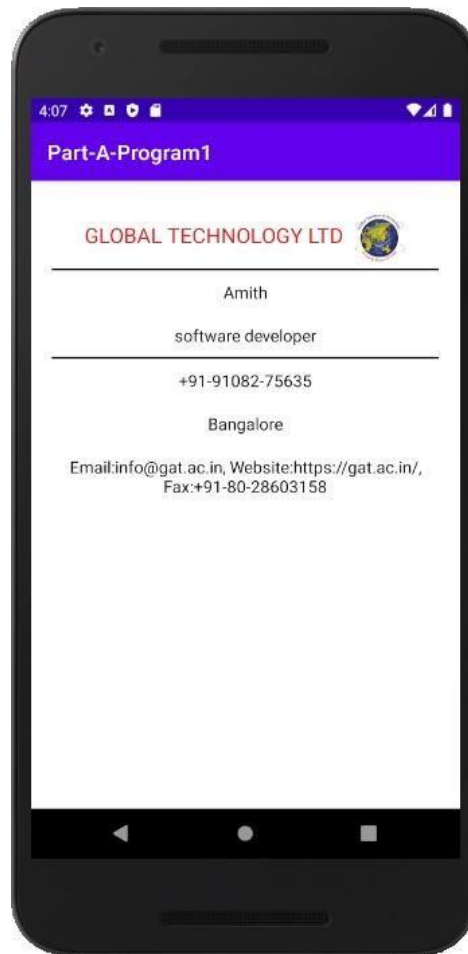 4:07
Part-A-Program1
GLOBAL TECHNOLOGY LTD
Amith
software developer
+91-91082-75635
Bangalore
Email:info@gat.ac.in, Website:https://gat.ac.in/,
Fax:+91-80-28603158